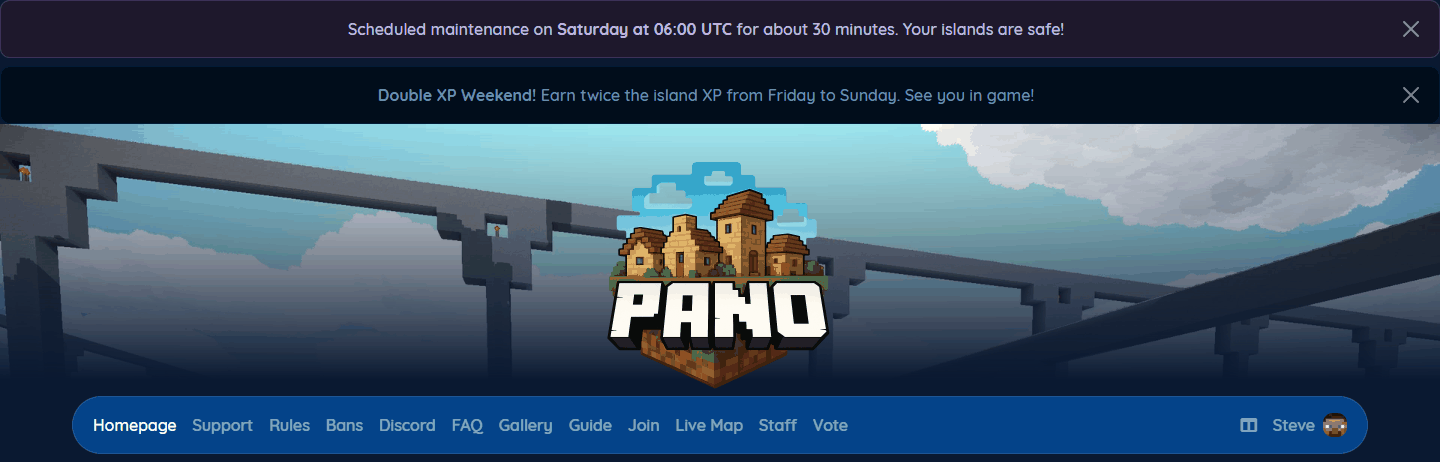 Scheduled maintenance on Saturday at 06:00 UTC for about 30 minutes. Your islands are safe!
Double XP Weekend! Earn twice the island XP from Friday to Sunday. See you in game!
PANO
Homepage Support Rules Bans Discord FAQ Gallery Guide Join Live Map Staff Vote Steve